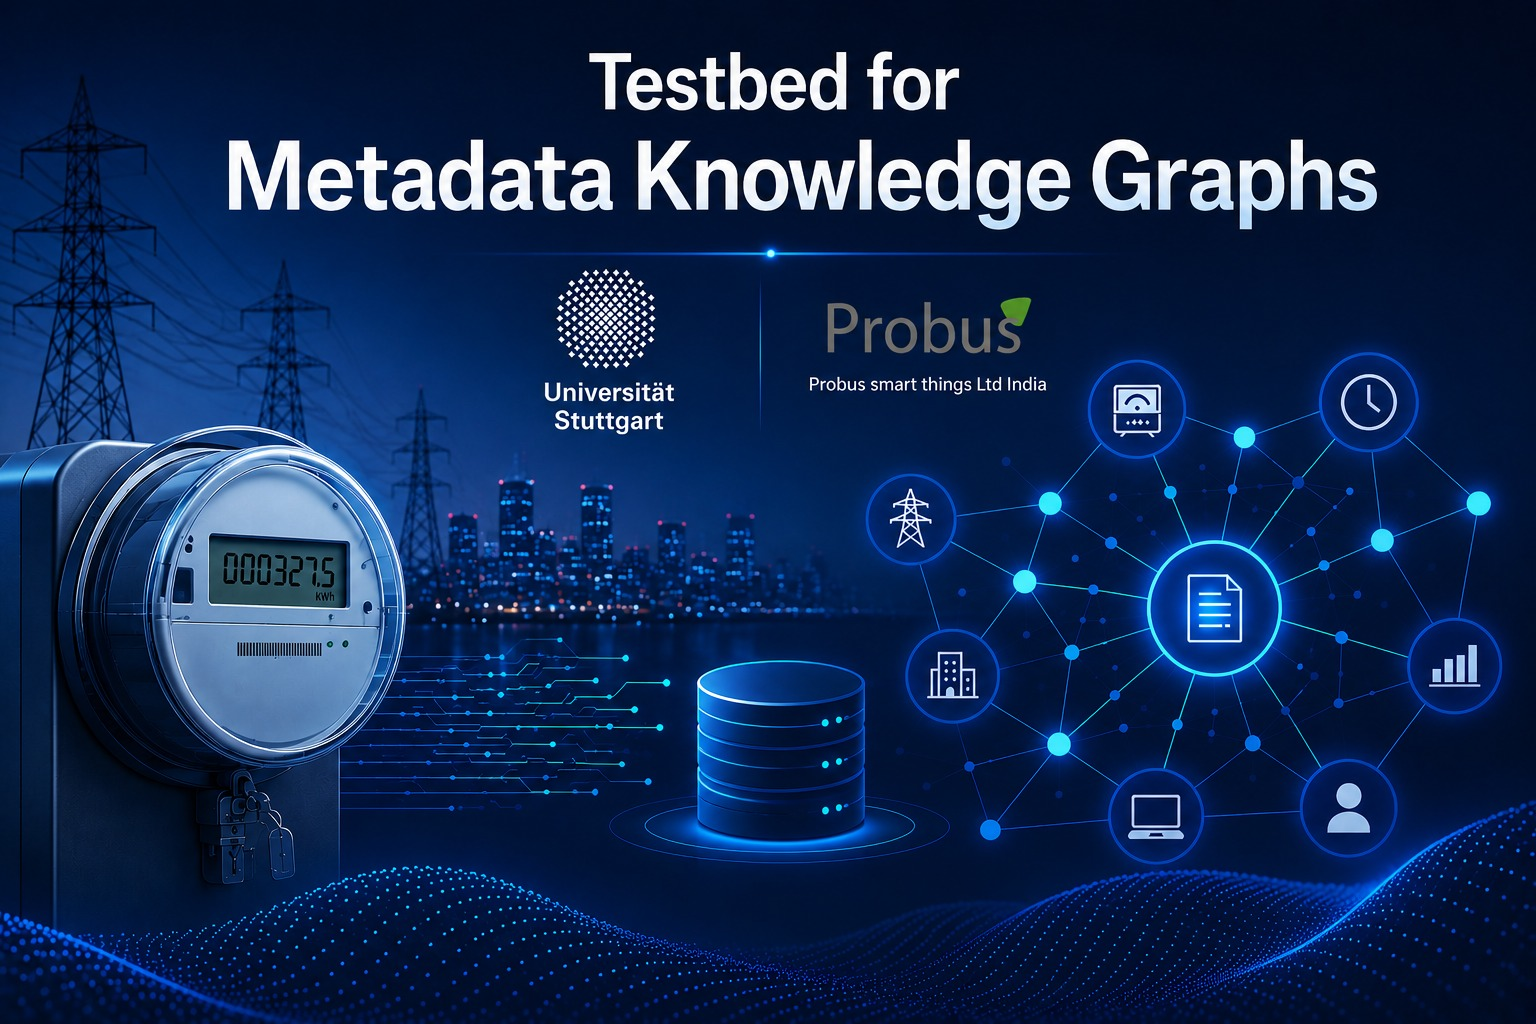 Testbed for
Metadata Knowledge Graphs
Universität
Stuttgart
Probus
Probus smart things Ltd India
000327.5
kWh